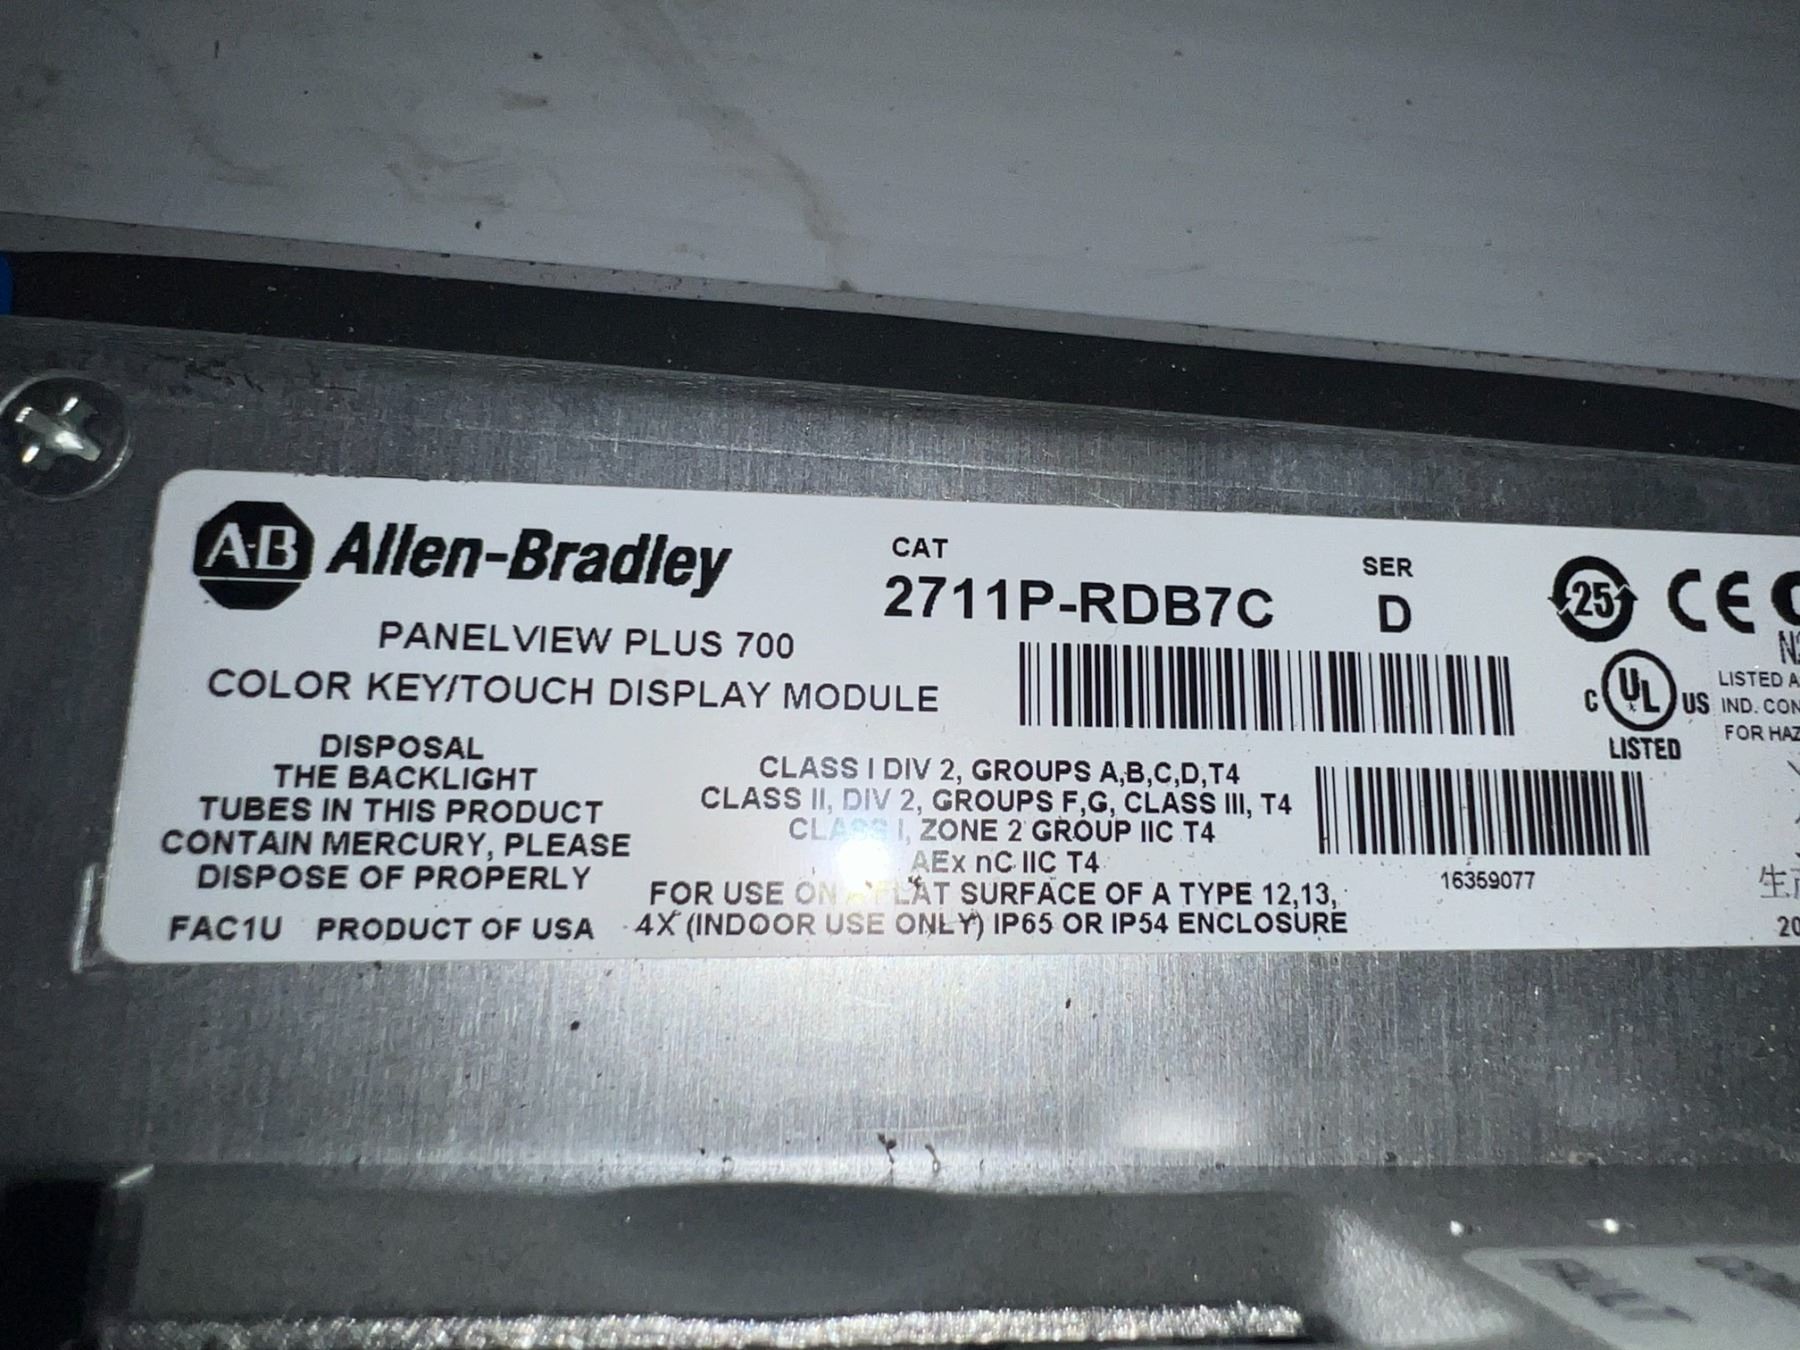 A-B Allen-Bradley
CAT
2711P-RDB7C
SER
D
25
CE
PANELVIEW PLUS 700
COLOR KEY/TOUCH DISPLAY MODULE
C UL US
LISTED
LISTED
IND.
FOR
DISPOSAL
THE BACKLIGHT
TUBES IN THIS PRODUCT
CONTAIN MERCURY, PLEASE
DISPOSE OF PROPERLY
FAC1U PRODUCT OF USA
CLASS I DIV 2, GROUPS A,B,C,D,T4
CLASS II, DIV 2, GROUPS F,G, CLASS III, T4
CLASS I, ZONE 2 GROUP IIC T4
AEx nC IIC T4
FOR USE ON A FLAT SURFACE OF A TYPE 12,13,
4X (INDOOR USE ONLY) IP65 OR IP54 ENCLOSURE
16359077
生